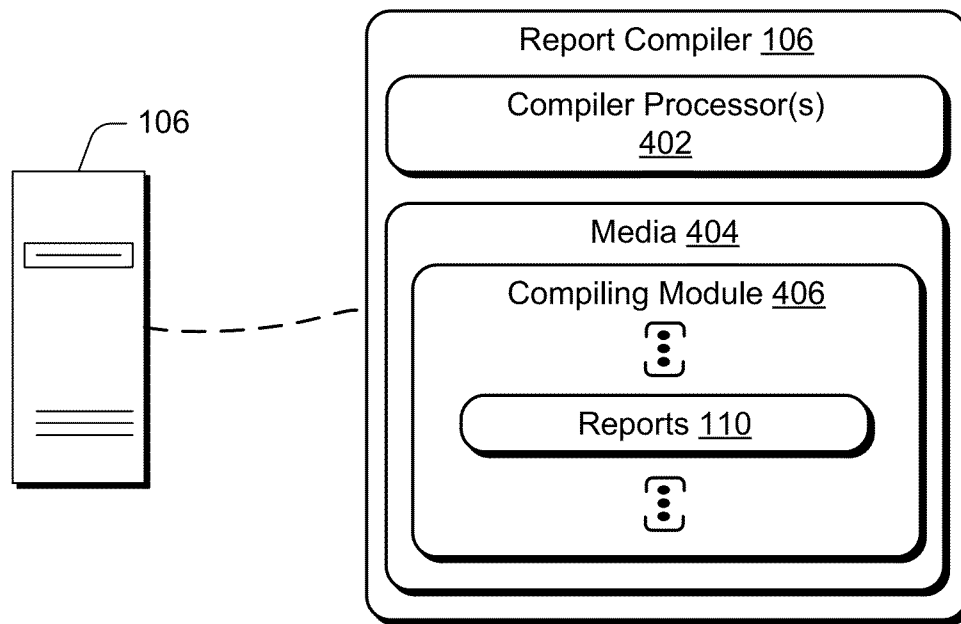 106
Report Compiler 106
Compiler Processor(s)
402
Media 404
Compiling Module 406
Reports 110